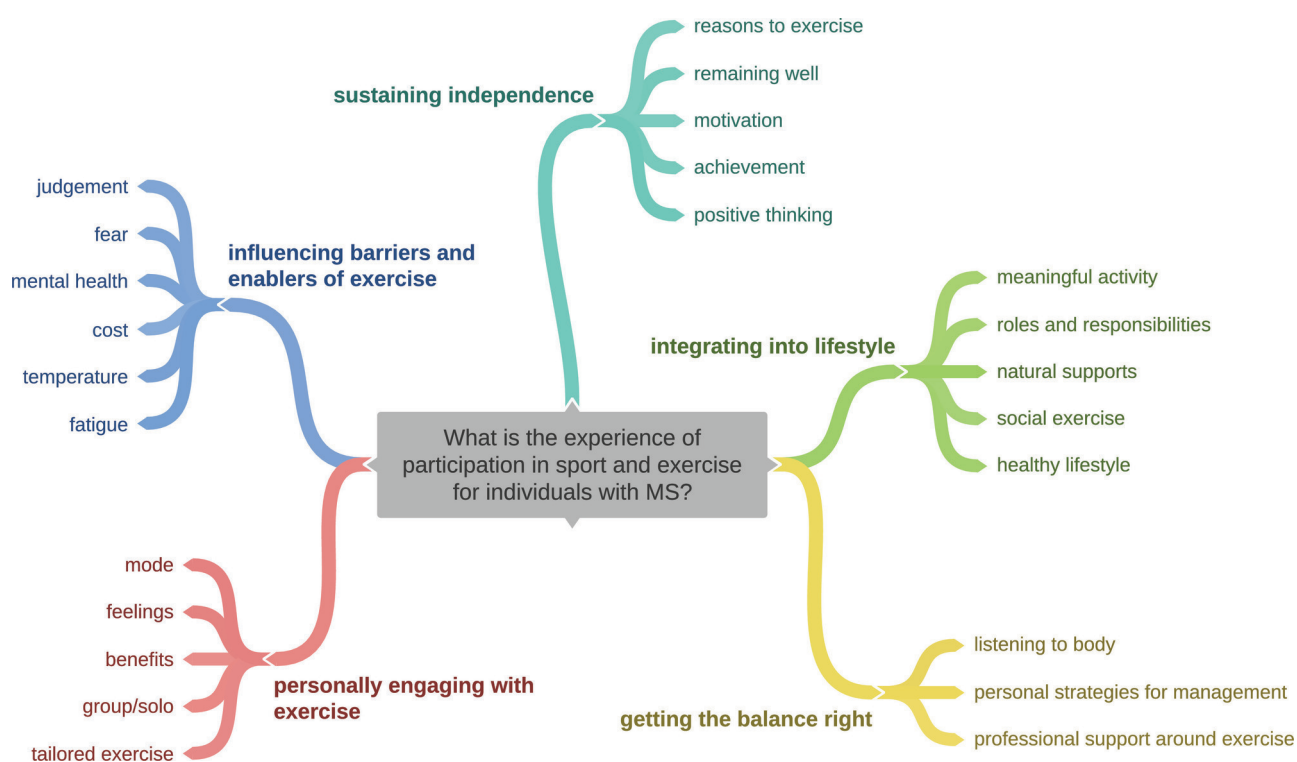 reasons to exercise
remaining well
sustaining independence
motivation
achievement
positive thinking
judgement
fear
mental health
cost
temperature
fatigue
influencing barriers and
enablers of exercise
meaningful activity
roles and responsibilities
integrating into lifestyle
natural supports
social exercise
healthy lifestyle
What is the experience of
participation in sport and exercise
for individuals with MS?
mode
feelings
benefits
group/solo
tailored exercise
personally engaging with
exercise
listening to body
personal strategies for management
getting the balance right
professional support around exercise